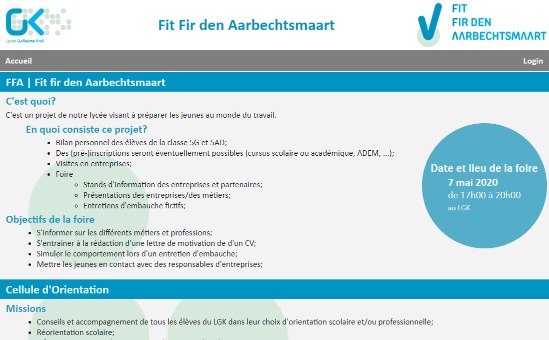 GK
Lycée Guillaume Kroll
Fit Fir den Aarbechtsmaart
FIT
FIR DEN
AARBECHTSMAART
Accueil
Login
FFA | Fit fir den Aarbechtsmaart
C'est quoi?
C'est un projet de notre lycée visant à préparer les jeunes au monde du travail.
En quoi consiste ce projet?
Bilan personnel des élèves de la classe 5G et 5AD;
Des (pré-)inscriptions seront éventuellement possibles (cursus scolaire ou académique, ADEM, ...);
Visites en entreprises;
Foire
Stands d'information des entreprises et partenaires;
Présentations des entreprises/des métiers;
Entretiens d'embauche fictifs;
Date et lieu de la foire
7 mai 2020
de 17h00 à 20h00
au LGK
Objectifs de la foire
S'informer sur les différents métiers et professions;
S'entrainer à la rédaction d'une lettre de motivation de d'un CV;
Simuler le comportement lors d'un entretien d'embauche;
Mettre les jeunes en contact avec des responsables d'entreprises;
Cellule d'Orientation
Missions
Conseils et accompagnement de tous les élèves du LGK dans leur choix d'orientation scolaire et/ou professionnelle;
Réorientation scolaire;